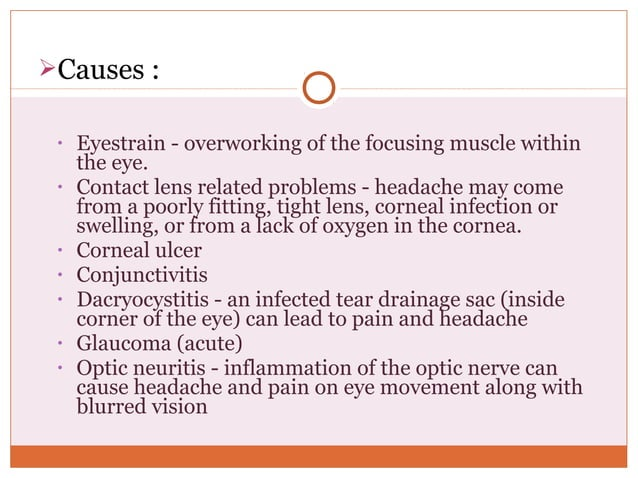 ➢Causes :
• Eyestrain - overworking of the focusing muscle within
the eye.
• Contact lens related problems - headache may come
from a poorly fitting, tight lens, corneal infection or
swelling, or from a lack of oxygen in the cornea.
• Corneal ulcer
• Conjunctivitis
• Dacryocystitis - an infected tear drainage sac (inside
corner of the eye) can lead to pain and headache
• Glaucoma (acute)
• Optic neuritis - inflammation of the optic nerve can
cause headache and pain on eye movement along with
blurred vision